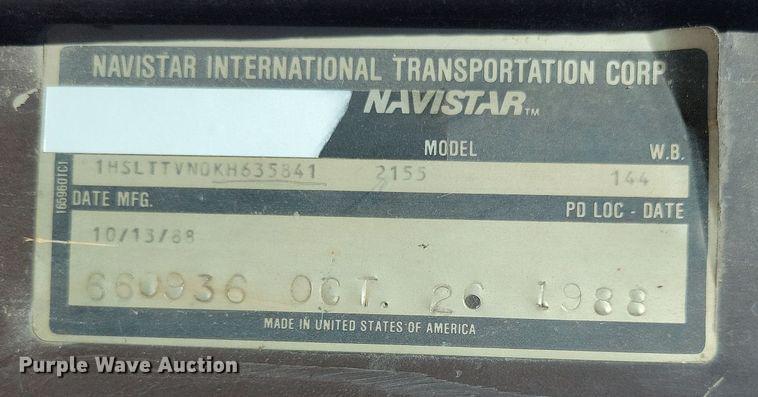 NAVISTAR INTERNATIONAL TRANSPORTATION CORP
NAVISTAR™
MODEL W.B.
1HSLTTVN0KH635841 2155 144
1659601C1
DATE MFG. PD LOC - DATE
10/13/88
660936 OCT. 26 1988
MADE IN UNITED STATES OF AMERICA
Purple Wave Auction